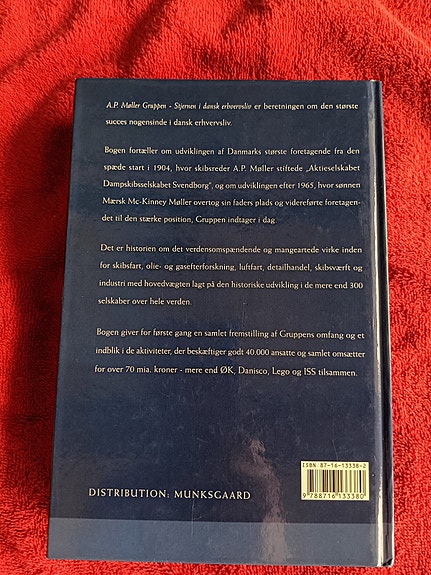 A.P. Møller Gruppen - Stjernen i dansk erhvervsliv er beretningen om den største
succes nogensinde i dansk erhvervsliv.
Bogen fortæller om udviklingen af Danmarks største foretagende fra den
spæde start i 1904, hvor skibsreder A.P. Møller stiftede „Aktieselskabet
Dampskibsselskabet Svendborg", og om udviklingen efter 1965, hvor sønnen
Mærsk Mc-Kinney Møller overtog sin faders plads og videreførte foretagen-
det til den stærke position, Gruppen indtager i dag.
Det er historien om det verdensomspændende og mangeartede virke inden
for skibsfart, olie- og gasefterforskning, luftfart, detailhandel, skibsværft og
industri med hovedvægten lagt på den historiske udvikling i de mere end 300
selskaber over hele verden.
Bogen giver for første gang en samlet fremstilling af Gruppens omfang og et
indblik i de aktiviteter, der beskæftiger godt 40.000 ansatte og samlet omsætter
for over 70 mia. kroner - mere end ØK, Danisco, Lego og ISS tilsammen.
ISBN 87-16-13338-2
9 788716 133380
DISTRIBUTION: MUNKSGAARD